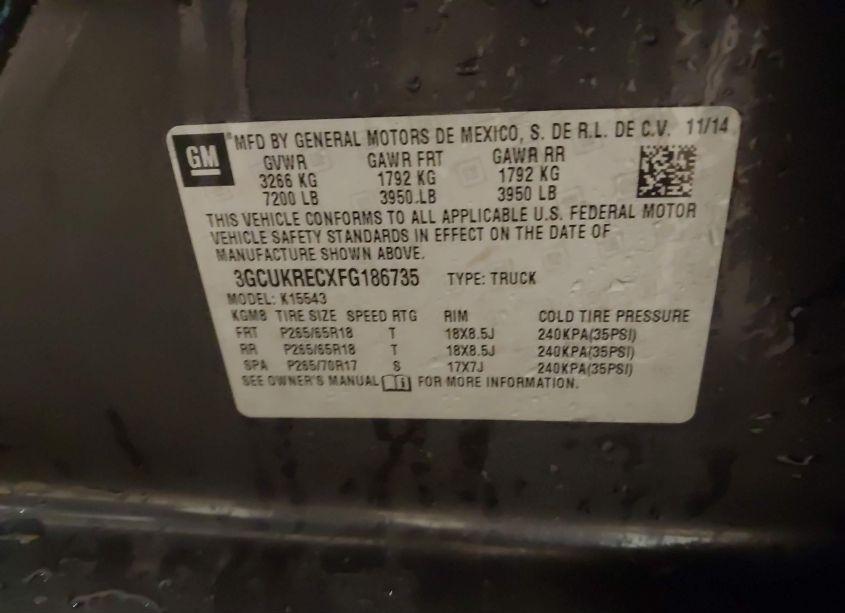 GM
®MFD BY GENERAL MOTORS DE MEXICO, S. DE R.L. DE C.V. 11/14
GVWR GAWR FRT GAWR RR
3266 KG 1792 KG 1792 KG
7200 LB 3950.LB 3950 LB
THIS VEHICLE CONFORMS TO ALL APPLICABLE U.S. FEDERAL MOTOR
VEHICLE SAFETY STANDARDS IN EFFECT ON THE DATE OF
MANUFACTURE SHOWN ABOVE.
3GCUKRECXFG186735 TYPE: TRUCK
MODEL: K15543
KGMB TIRE SIZE SPEED RTG RIM COLD TIRE PRESSURE
FRT P265/65R18 T 18X8.5J 240KPA(35PSI)
RR P265/65R18 T 18X8.5J 240KPA(35PSI)
SPA P265/70R17 S 17X7J 240KPA(35PSI)
SEE OWNER'S MANUAL FOR MORE INFORMATION.